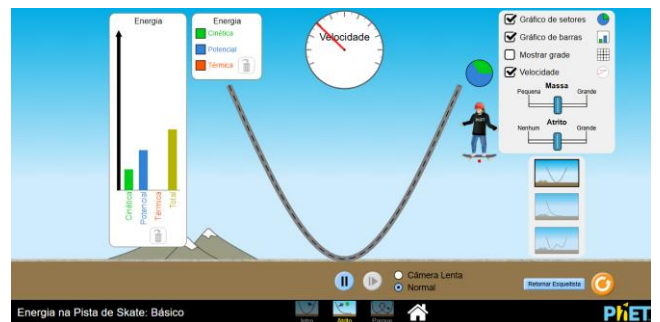 Energia
Cinética
Potencial
Térmica
Total
Energia
Cinética
Potencial
Térmica
Velocidade
Gráfico de setores
Gráfico de barras
Mostrar grade
Velocidade
Massa
Pequena
Grande
Atrito
Nenhum
Grande
Câmera Lenta
Normal
Retornar Esqueitista
Energia na Pista de Skate: Básico
Intro
Atrito
Parque
PhET